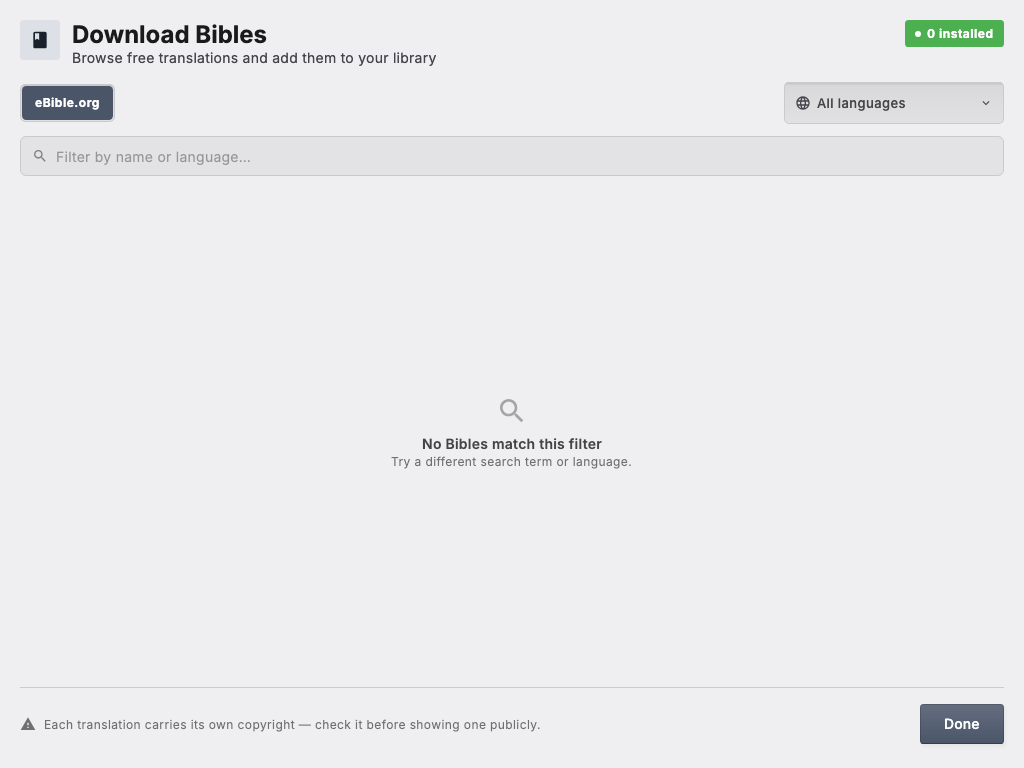 Download Bibles
Browse free translations and add them to your library
0 installed
eBible.org
All languages
Filter by name or language...
No Bibles match this filter
Try a different search term or language.
Each translation carries its own copyright — check it before showing one publicly.
Done